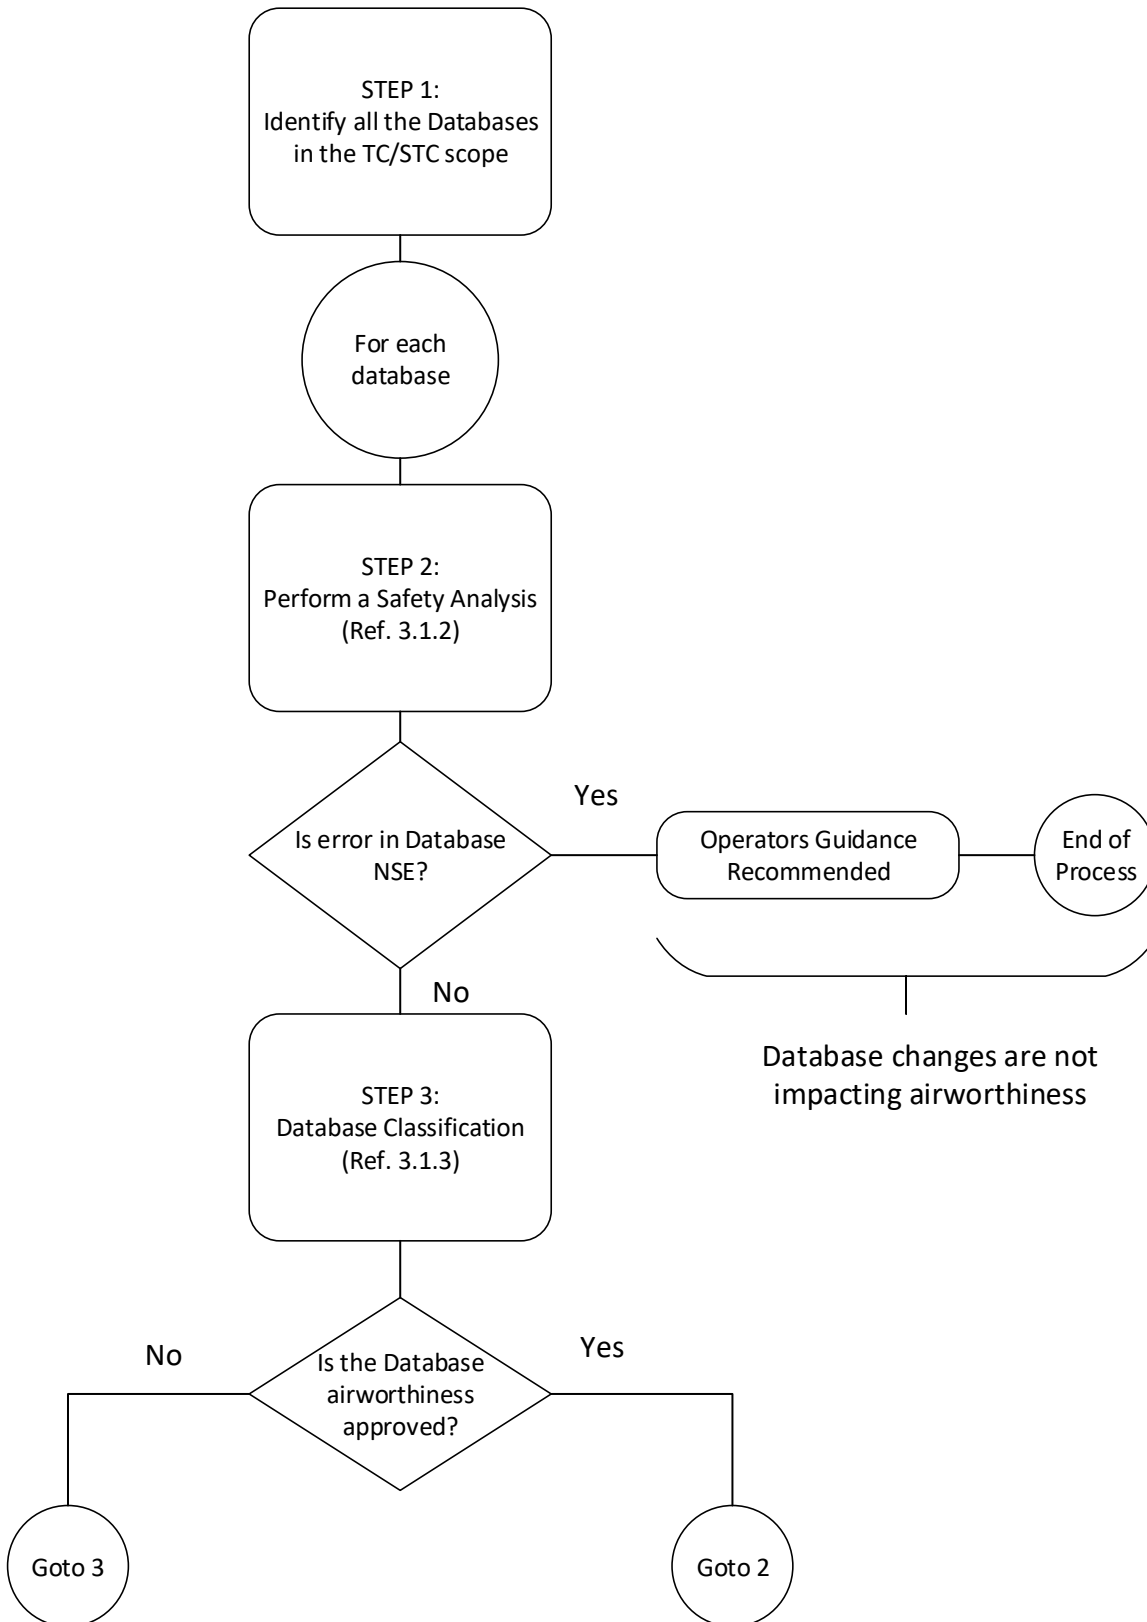 STEP 1:
Identify all the Databases
in the TC/STC scope
For each
database
STEP 2:
Perform a Safety Analysis
(Ref. 3.1.2)
Is error in Database
NSE?
Yes
Operators Guidance
Recommended
End of
Process
No
Database changes are not
impacting airworthiness
STEP 3:
Database Classification
(Ref. 3.1.3)
Is the Database
airworthiness
approved?
No
Yes
Goto 3
Goto 2